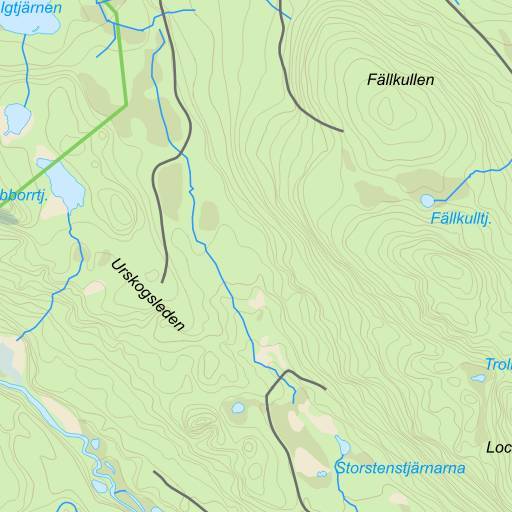 lgtjärnen
Fällkullen
bborrtj.
Fällkulltj.
Urskogsleden
Troll
Loc
Storstenstjärnarna